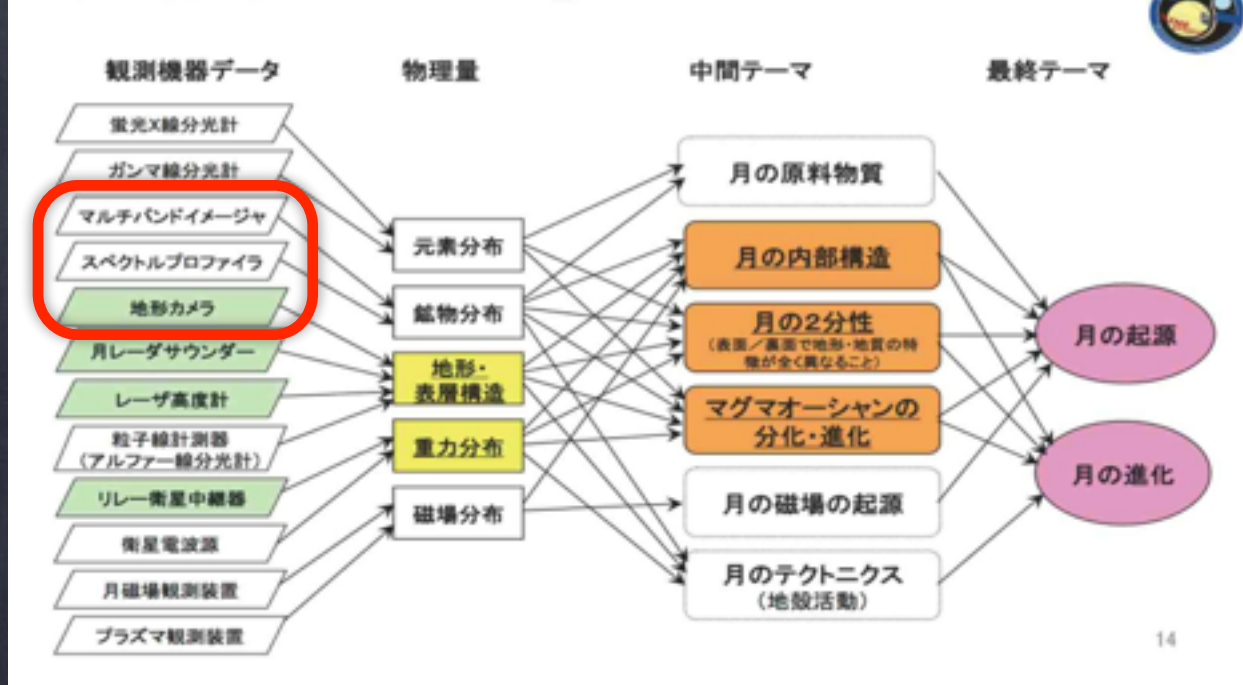 観測機器データ
物理量
中間テーマ
最終テーマ
蛍光X線分光計
ガンマ線分光計
マルチバンドイメージャ
スペクトルプロファイラ
地形カメラ
月レーダサウンダー
レーザ高度計
粒子線計測器
(アルファー線分光計)
リレー衛星中継器
衛星電波源
月磁場観測装置
プラズマ観測装置
元素分布
鉱物分布
地形・
表層構造
重力分布
磁場分布
月の原料物質
月の内部構造
月の2分性
(表面/裏面で地形・地質の特
徴が全く異なること)
マグマオーシャンの
分化・進化
月の磁場の起源
月のテクトニクス
(地殻活動)
月の起源
月の進化
14